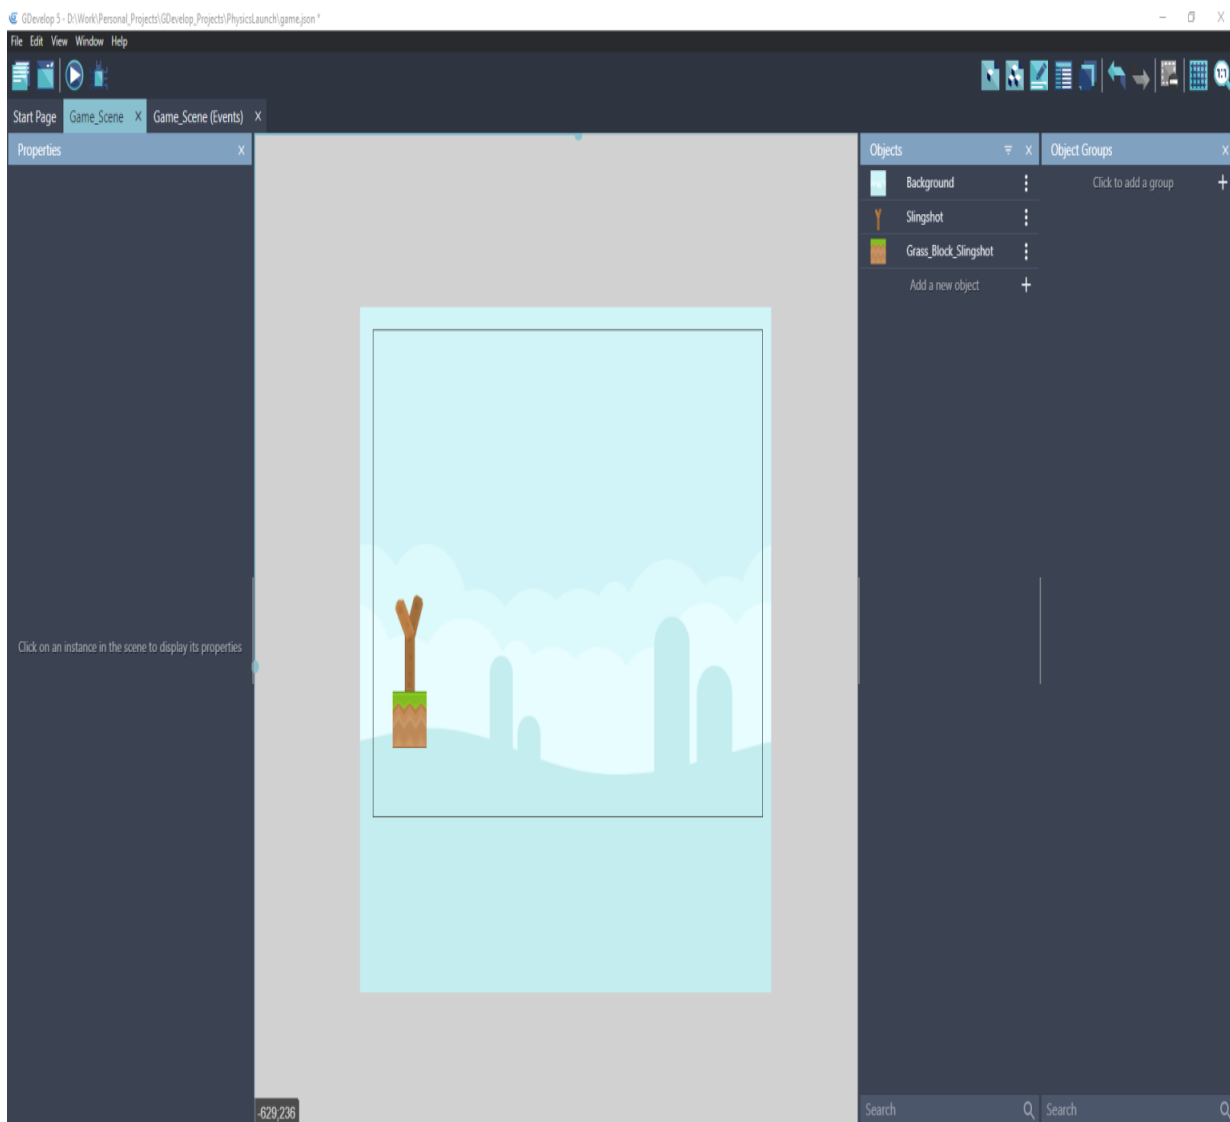 GDevelop 5 - D:\Work\Personal_Projects\GDevelop_Projects\PhysicsLaunch\game.json *
File Edit View Window Help
1:1
Start Page Game_Scene X Game_Scene (Events) X
Properties X
Objects X
Object Groups X
Background
Click to add a group +
Slingshot
Grass_Block_Slingshot
Add a new object +
Click on an instance in the scene to display its properties
-629;236
Search
Search